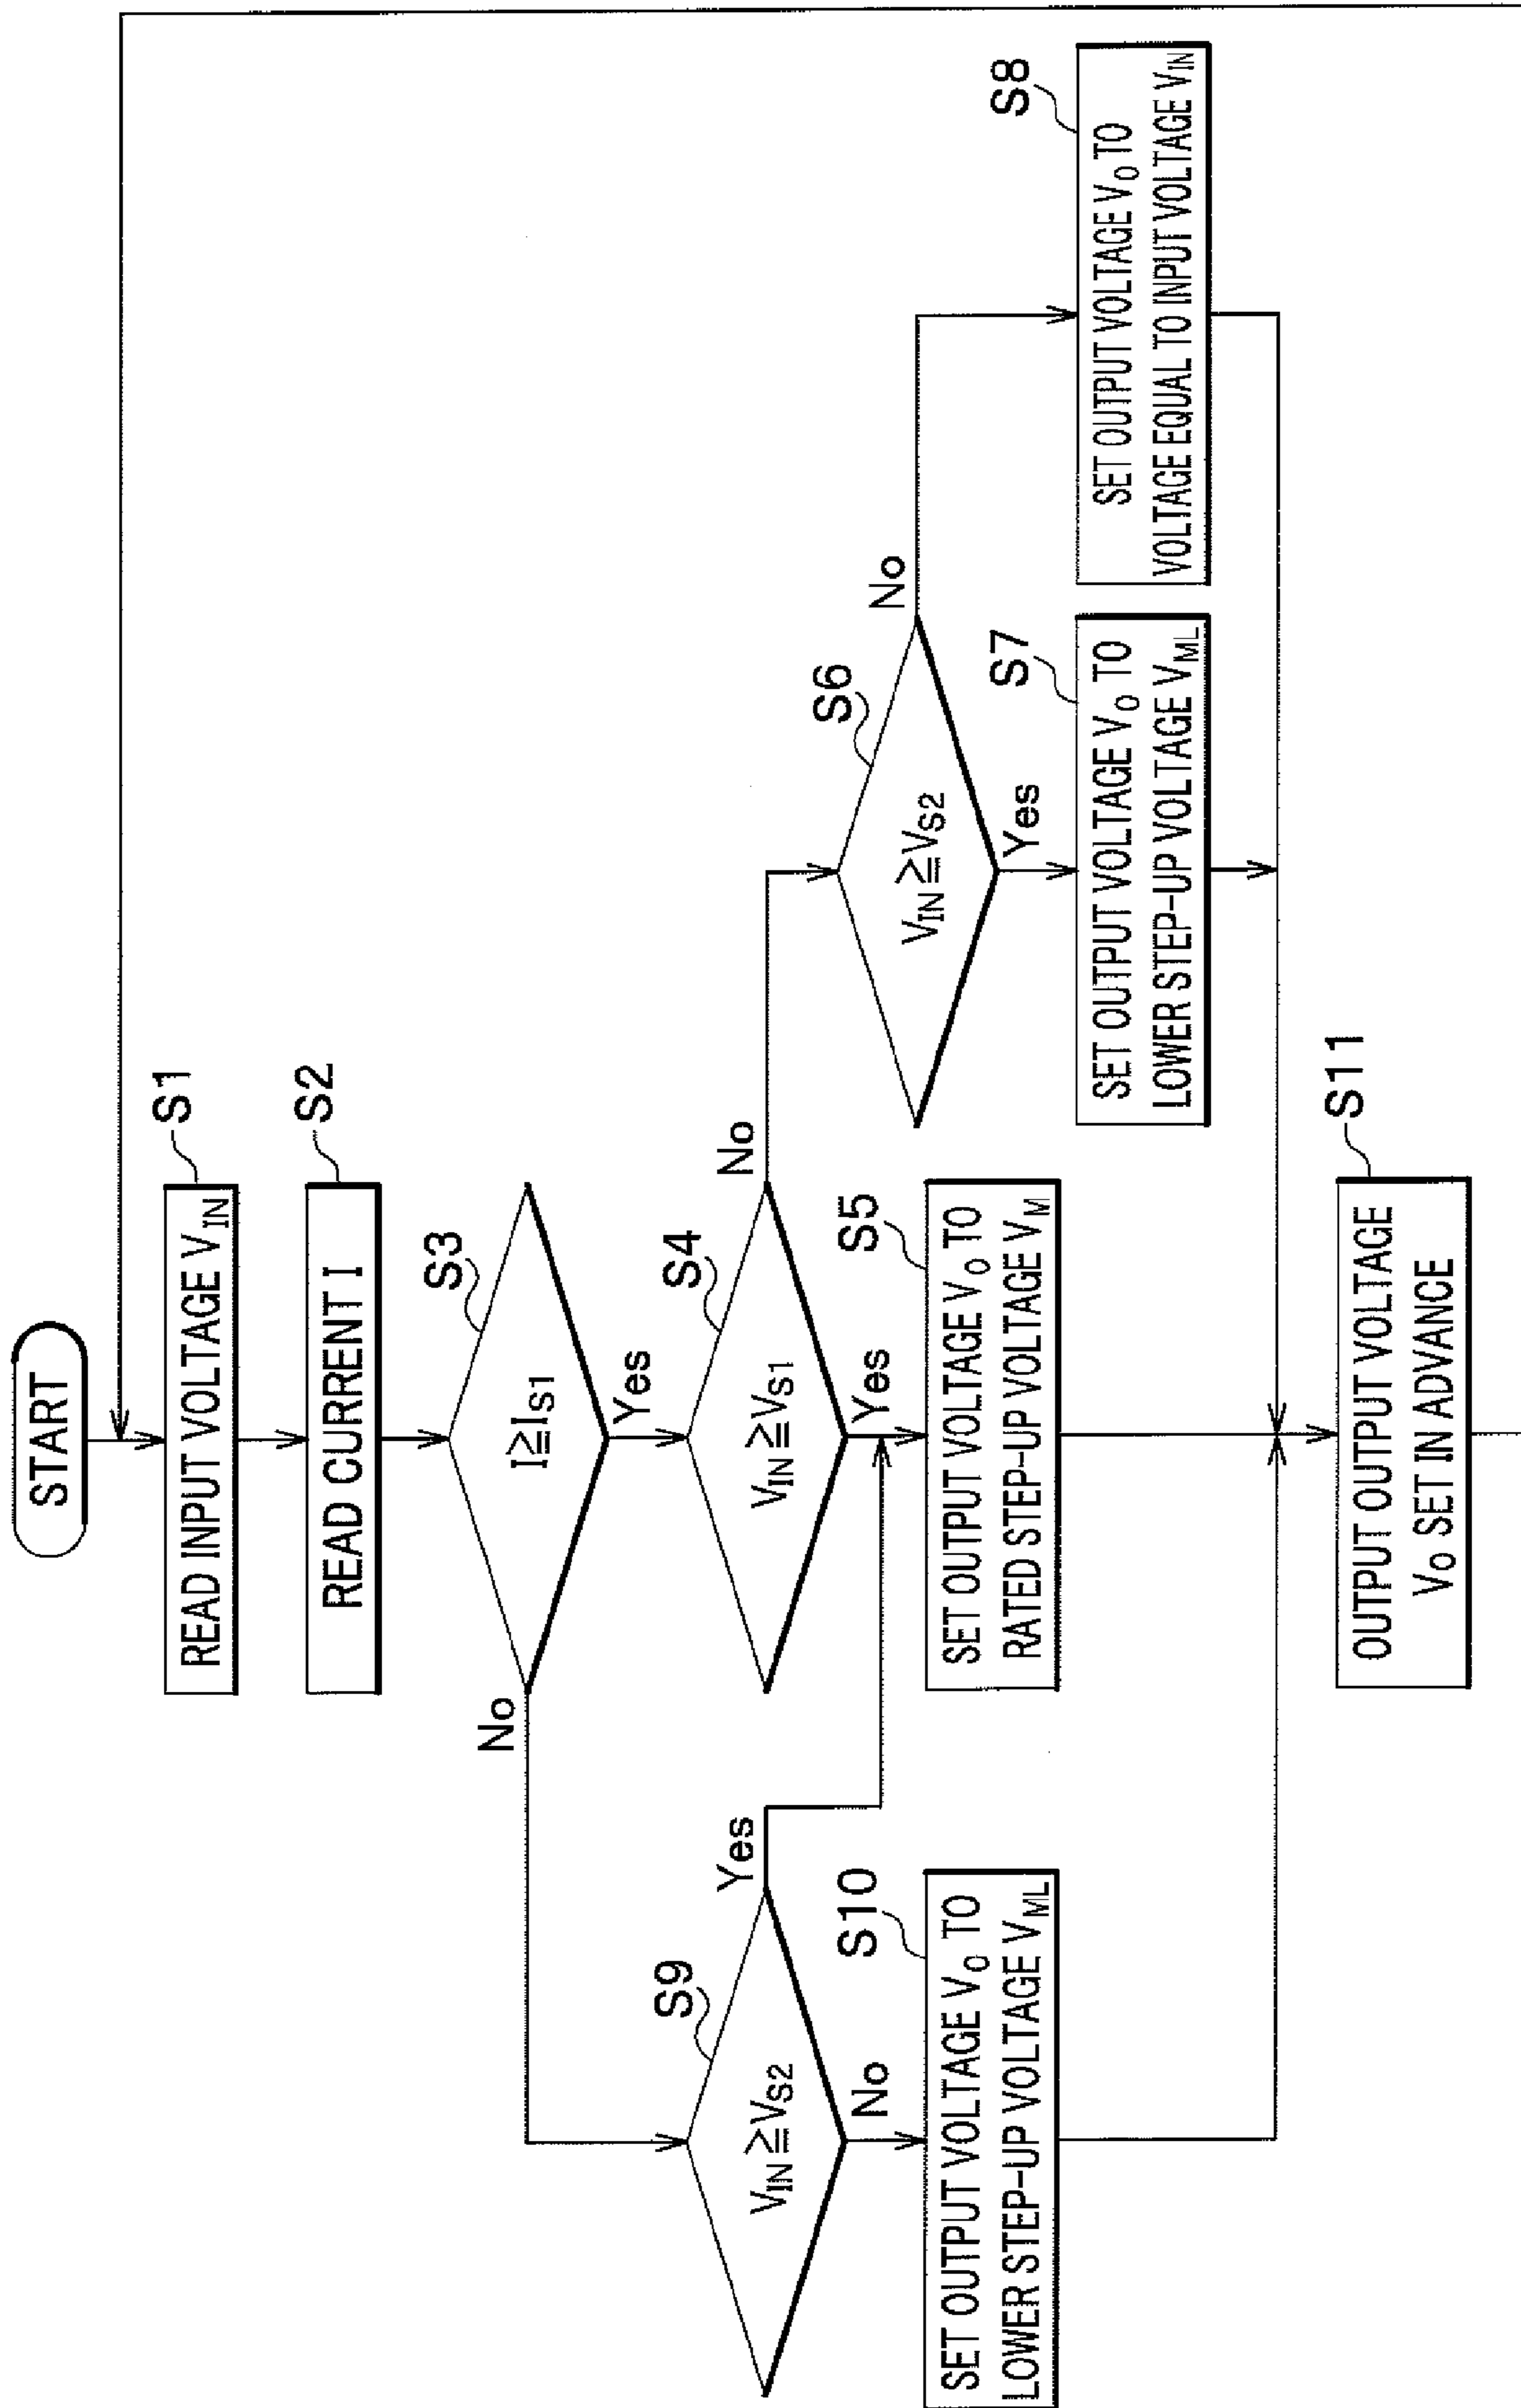 START
READ INPUT VOLTAGE V_IN
S1
READ CURRENT I
S2
I≧I_S1
S3
No
Yes
V_IN≧V_S2
S9
Yes
No
V_IN≧V_S1
S4
No
Yes
V_IN≧V_S2
S6
No
Yes
SET OUTPUT VOLTAGE V_O TO
LOWER STEP-UP VOLTAGE V_ML
S10
SET OUTPUT VOLTAGE V_O TO
RATED STEP-UP VOLTAGE V_M
S5
SET OUTPUT VOLTAGE V_O TO
LOWER STEP-UP VOLTAGE V_ML
S7
SET OUTPUT VOLTAGE V_O TO
VOLTAGE EQUAL TO INPUT VOLTAGE V_IN
S8
OUTPUT OUTPUT VOLTAGE
V_O SET IN ADVANCE
S11